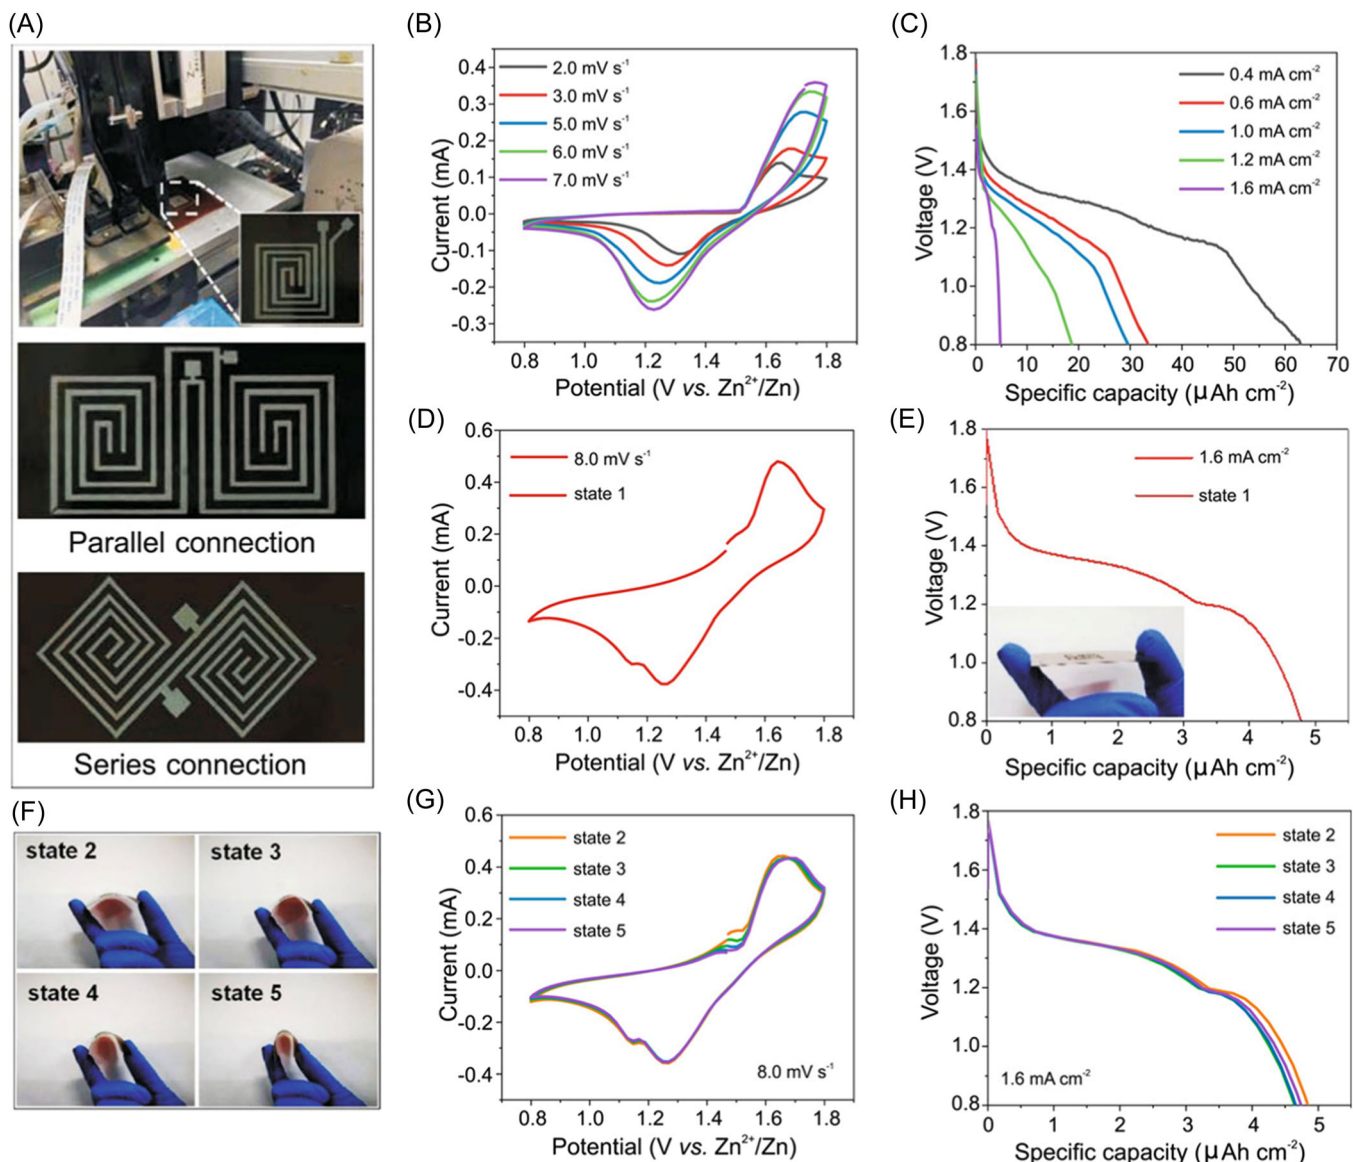 (A)
Parallel connection
Series connection
(B)
2.0 mV s⁻¹
3.0 mV s⁻¹
5.0 mV s⁻¹
6.0 mV s⁻¹
7.0 mV s⁻¹
Current (mA)
0.4
0.3
0.2
0.1
0.0
-0.1
-0.2
-0.3
0.8 1.0 1.2 1.4 1.6 1.8
Potential (V vs. Zn²⁺/Zn)
(C)
0.4 mA cm⁻²
0.6 mA cm⁻²
1.0 mA cm⁻²
1.2 mA cm⁻²
1.6 mA cm⁻²
Voltage (V)
1.8
1.6
1.4
1.2
1.0
0.8
0 10 20 30 40 50 60 70
Specific capacity (μAh cm⁻²)
(D)
8.0 mV s⁻¹
state 1
Current (mA)
0.6
0.4
0.2
0.0
-0.2
-0.4
0.8 1.0 1.2 1.4 1.6 1.8
Potential (V vs. Zn²⁺/Zn)
(E)
1.6 mA cm⁻²
state 1
Voltage (V)
1.8
1.6
1.4
1.2
1.0
0.8
0 1 2 3 4 5
Specific capacity (μAh cm⁻²)
(F)
state 2
state 3
state 4
state 5
(G)
state 2
state 3
state 4
state 5
8.0 mV s⁻¹
Current (mA)
0.6
0.4
0.2
0.0
-0.2
-0.4
0.8 1.0 1.2 1.4 1.6 1.8
Potential (V vs. Zn²⁺/Zn)
(H)
state 2
state 3
state 4
state 5
1.6 mA cm⁻²
Voltage (V)
1.8
1.6
1.4
1.2
1.0
0.8
0 1 2 3 4 5
Specific capacity (μAh cm⁻²)